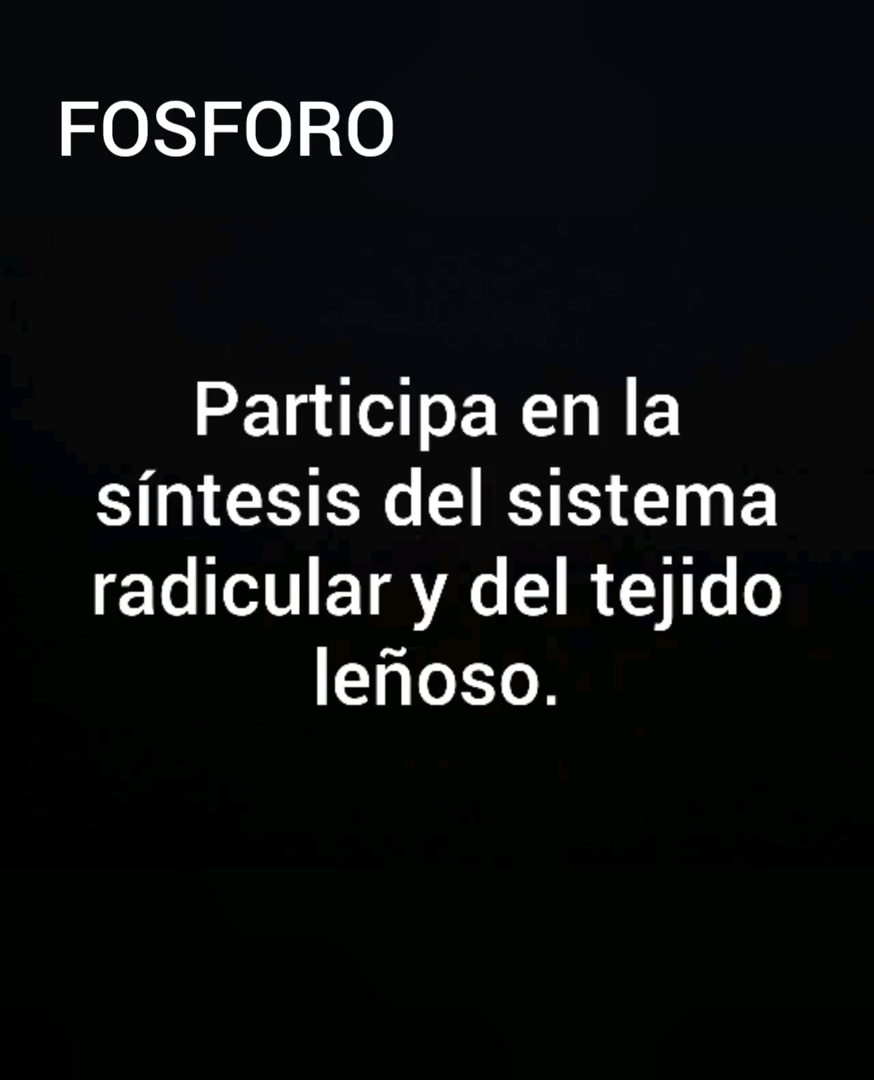 FOSFORO
Participa en la
síntesis del sistema
radicular y del tejido
leñoso.